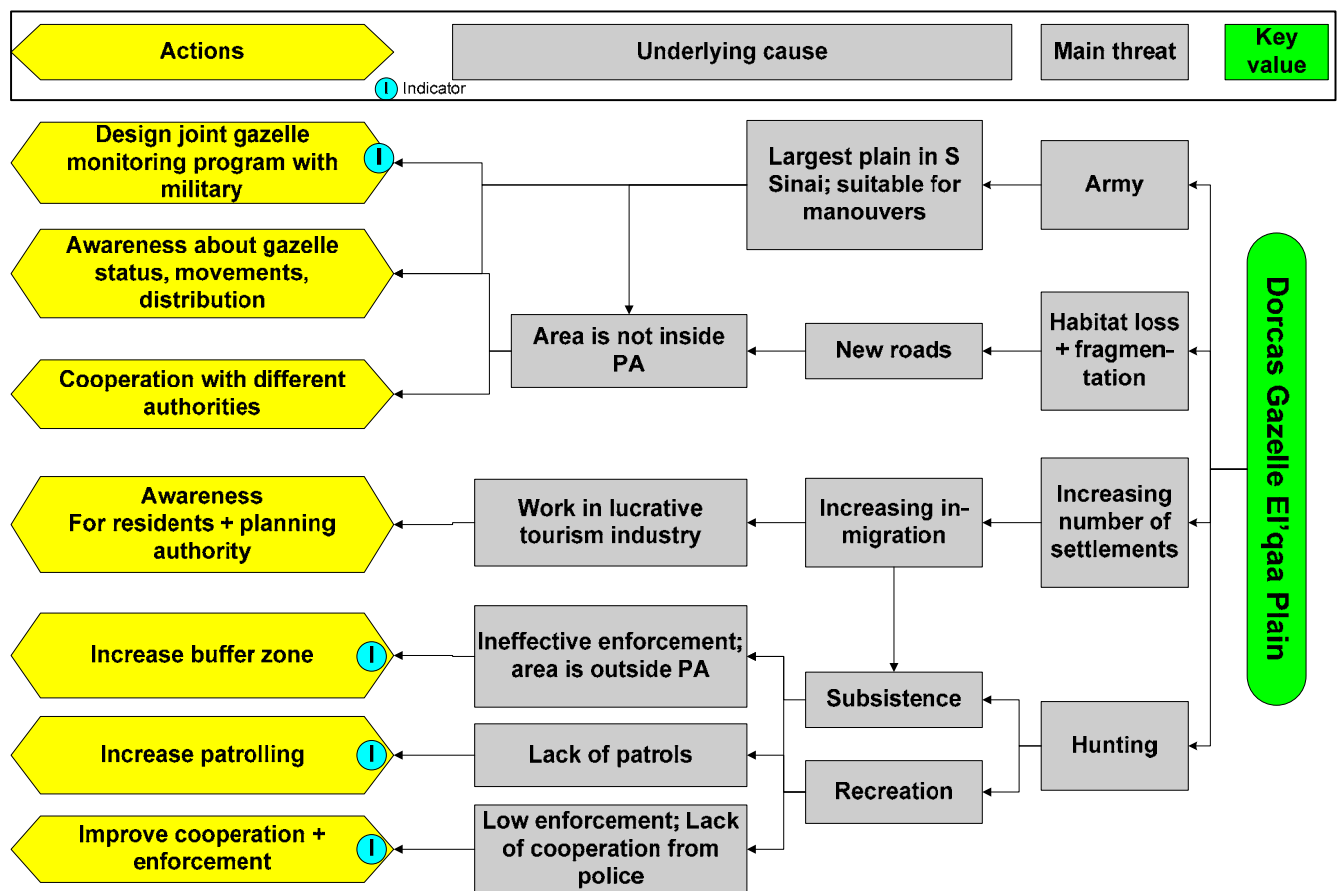 Actions
Underlying cause
Main threat
Key
value
I Indicator
Design joint gazelle
monitoring program with
military
I
Largest plain in S
Sinai; suitable for
manouvers
Army
Awareness about gazelle
status, movements,
distribution
Area is not inside
PA
New roads
Habitat loss
+ fragmen-
tation
Cooperation with different
authorities
Dorcas Gazelle El'qaa Plain
Awareness
For residents + planning
authority
Work in lucrative
tourism industry
Increasing in-
migration
Increasing
number of
settlements
Increase buffer zone
I
Ineffective enforcement;
area is outside PA
Subsistence
Hunting
Increase patrolling
I
Lack of patrols
Recreation
Improve cooperation +
enforcement
I
Low enforcement; Lack
of cooperation from
police